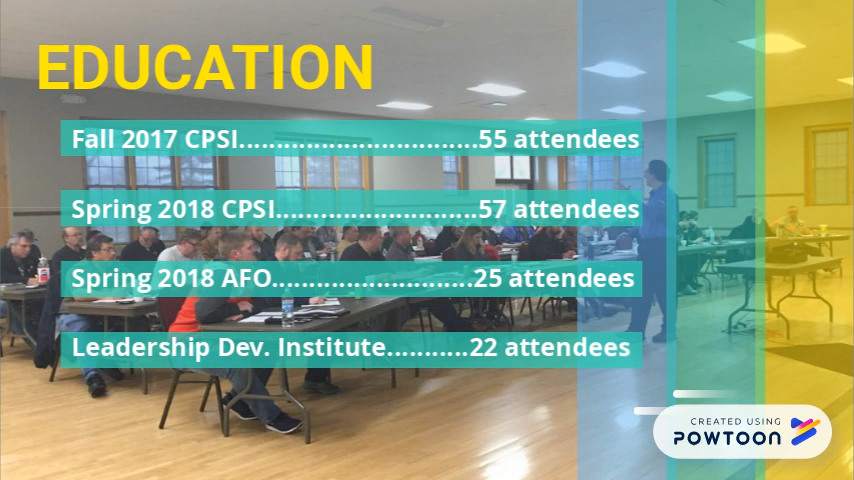 EDUCATION
Fall 2017 CPSI...............................55 attendees
Spring 2018 CPSI...........................57 attendees
Spring 2018 AFO...........................25 attendees
Leadership Dev. Institute...........22 attendees
CREATED USING
POWTOON